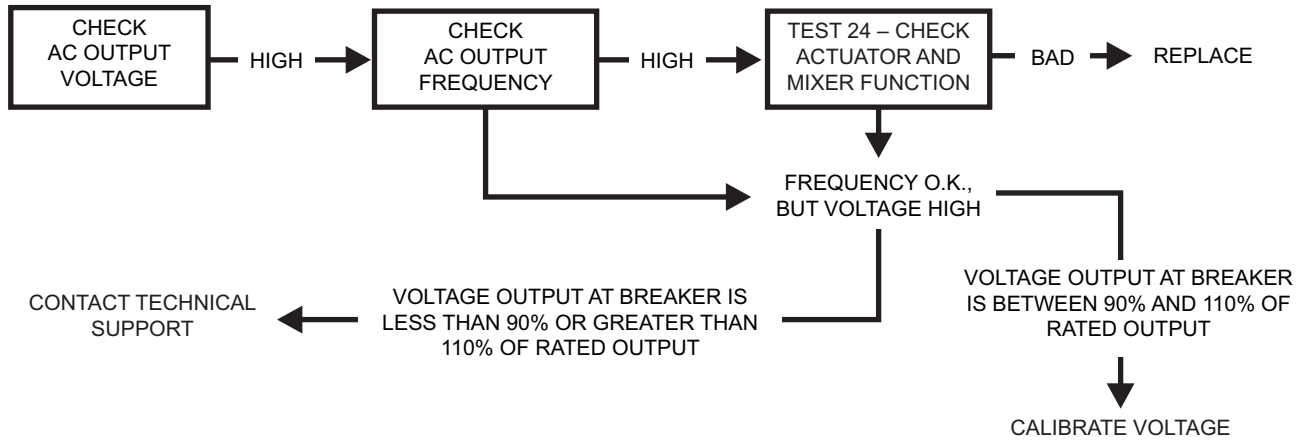 CHECK
AC OUTPUT
VOLTAGE
HIGH
CHECK
AC OUTPUT
FREQUENCY
HIGH
TEST 24 – CHECK
ACTUATOR AND
MIXER FUNCTION
BAD
REPLACE
FREQUENCY O.K.,
BUT VOLTAGE HIGH
CONTACT TECHNICAL
SUPPORT
VOLTAGE OUTPUT AT BREAKER IS
LESS THAN 90% OR GREATER THAN
110% OF RATED OUTPUT
VOLTAGE OUTPUT AT BREAKER
IS BETWEEN 90% AND 110% OF
RATED OUTPUT
CALIBRATE VOLTAGE